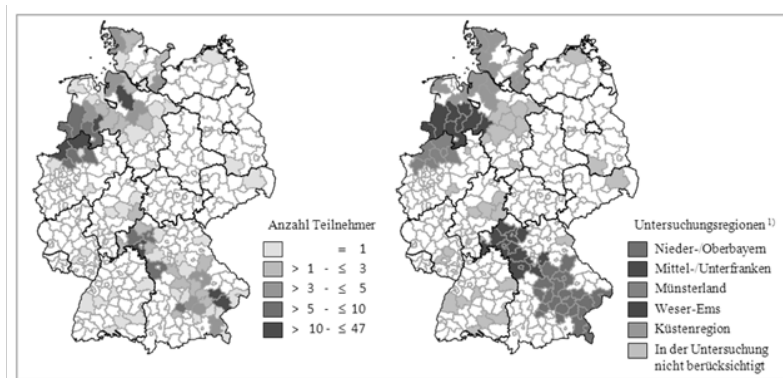 Anzahl Teilnehmer
= 1
> 1 - ≤ 3
> 3 - ≤ 5
> 5 - ≤ 10
> 10 - ≤ 47
Untersuchungsregionen 1)
Nieder-/Oberbayern
Mittel-/Unterfranken
Münsterland
Weser-Ems
Küstenregion
In der Untersuchung
nicht berücksichtigt